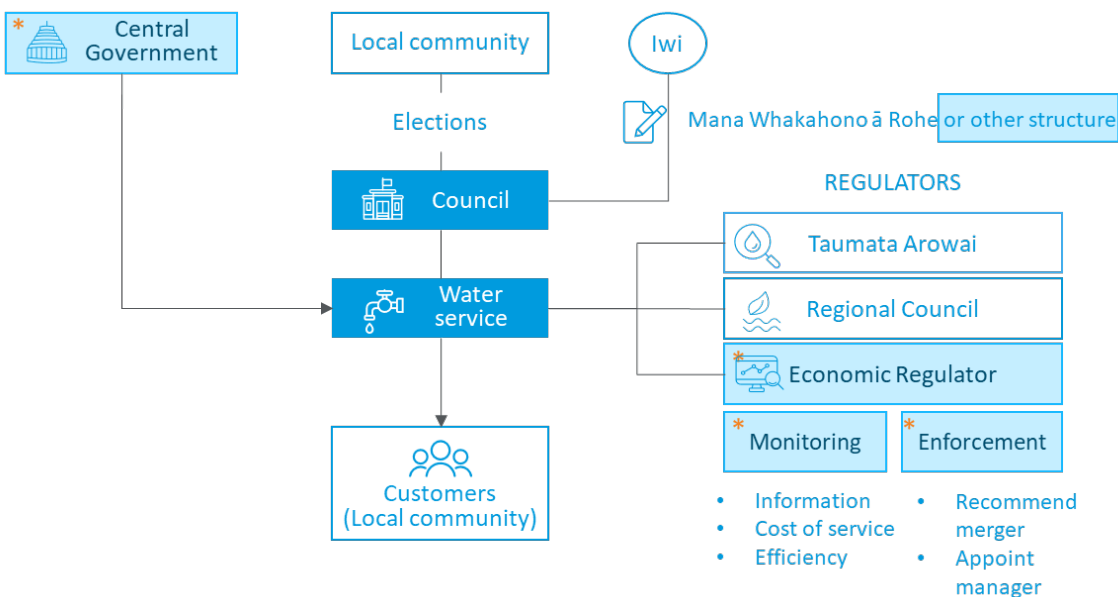 * Central
Government
Local community
Iwi
Elections
Mana Whakahono ā Rohe or other structure
Council
REGULATORS
Taumata Arowai
Water
service
Regional Council
* Economic Regulator
* Monitoring
* Enforcement
Customers
(Local community)
• Information
• Cost of service
• Efficiency
• Recommend
merger
• Appoint
manager